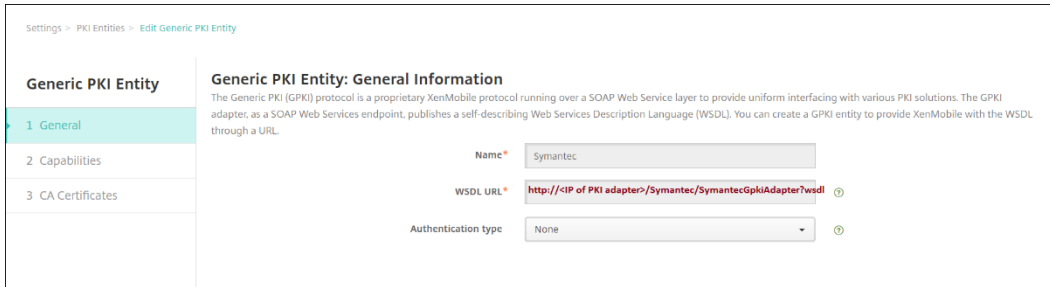 Settings > PKI Entities > Edit Generic PKI Entity
Generic PKI Entity
1 General
2 Capabilities
3 CA Certificates
Generic PKI Entity: General Information
The Generic PKI (GPKI) protocol is a proprietary XenMobile protocol running over a SOAP Web Service layer to provide uniform interfacing with various PKI solutions. The GPKI
adapter, as a SOAP Web Services endpoint, publishes a self-describing Web Services Description Language (WSDL). You can create a GPKI entity to provide XenMobile with the WSDL
through a URL.
Name* Symantec
WSDL URL* http://<IP of PKI adapter>/Symantec/SymantecGpkiAdapter?wsdl ?
Authentication type None ?